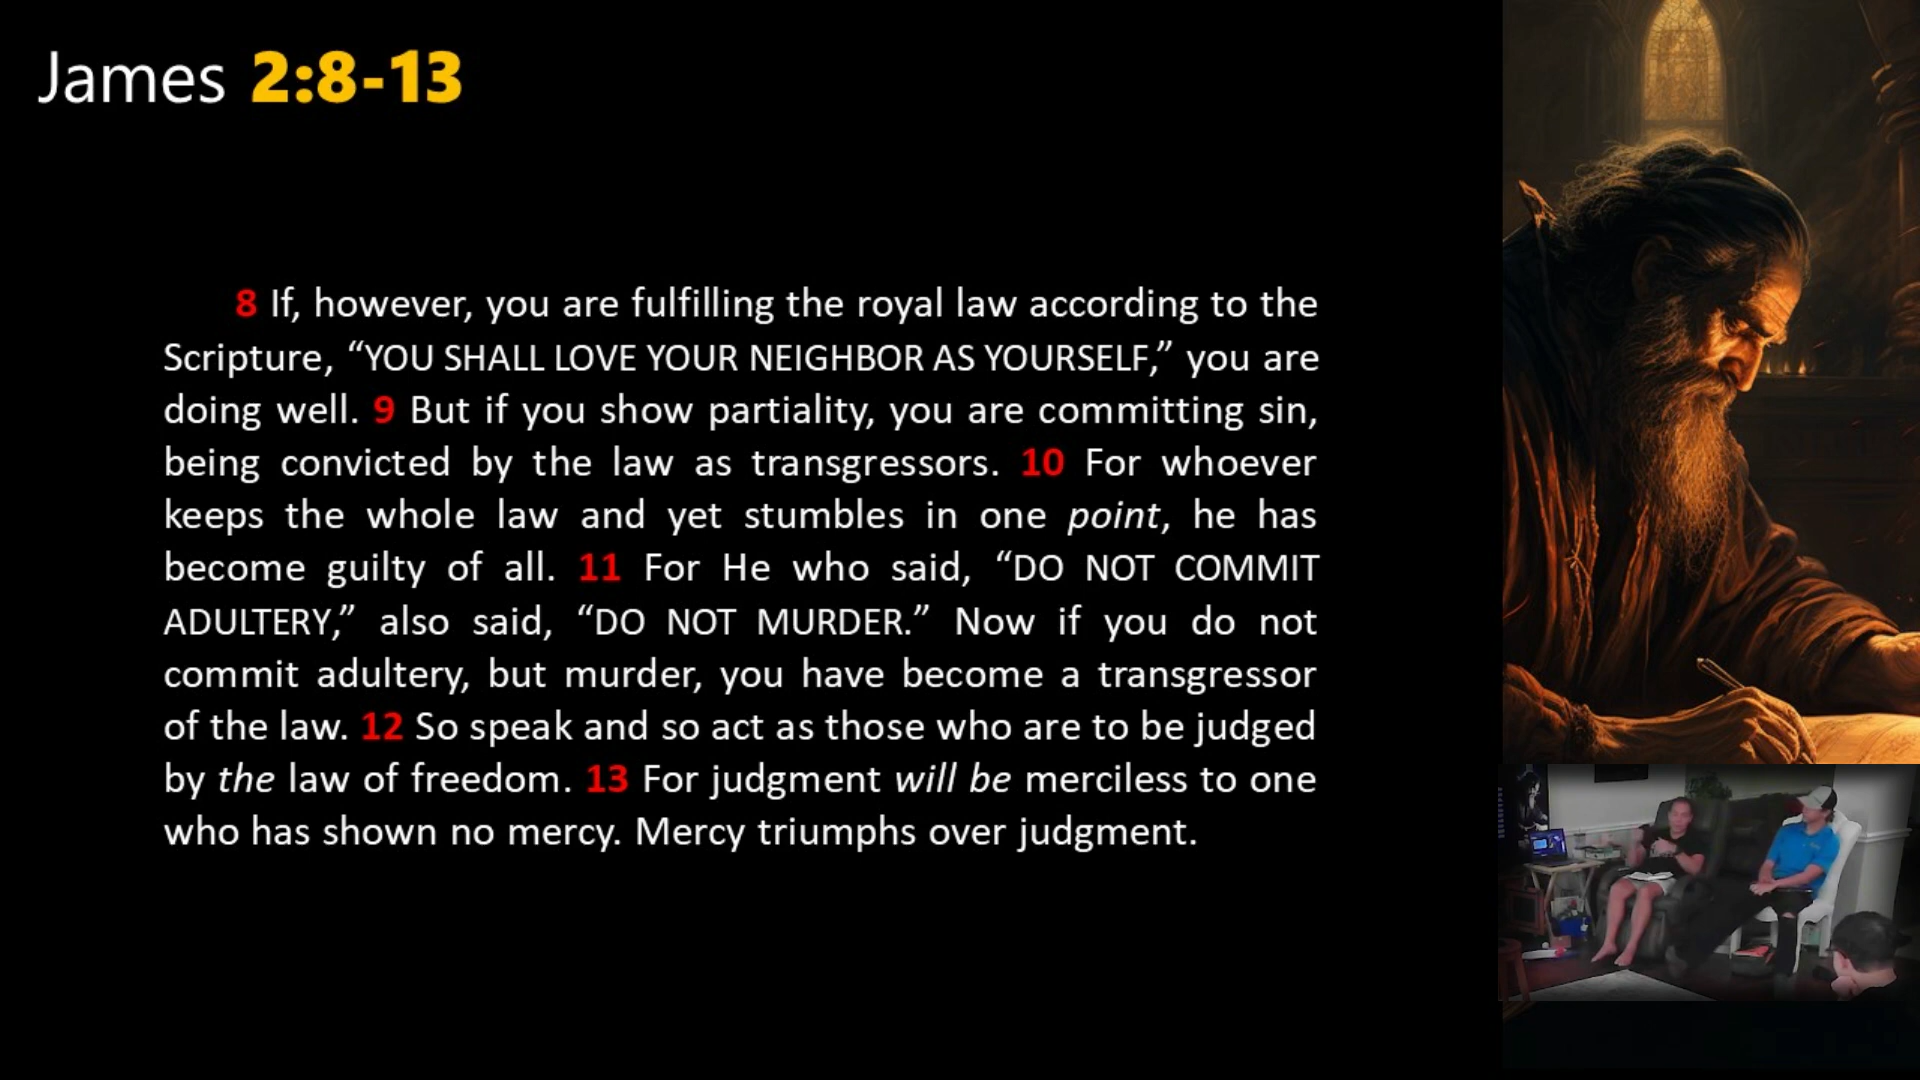 James 2:8-13
8 If, however, you are fulfilling the royal law according to the
Scripture, “YOU SHALL LOVE YOUR NEIGHBOR AS YOURSELF,” you are
doing well. 9 But if you show partiality, you are committing sin,
being convicted by the law as transgressors. 10 For whoever
keeps the whole law and yet stumbles in one point, he has
become guilty of all. 11 For He who said, “DO NOT COMMIT
ADULTERY,” also said, “DO NOT MURDER.” Now if you do not
commit adultery, but murder, you have become a transgressor
of the law. 12 So speak and so act as those who are to be judged
by the law of freedom. 13 For judgment will be merciless to one
who has shown no mercy. Mercy triumphs over judgment.